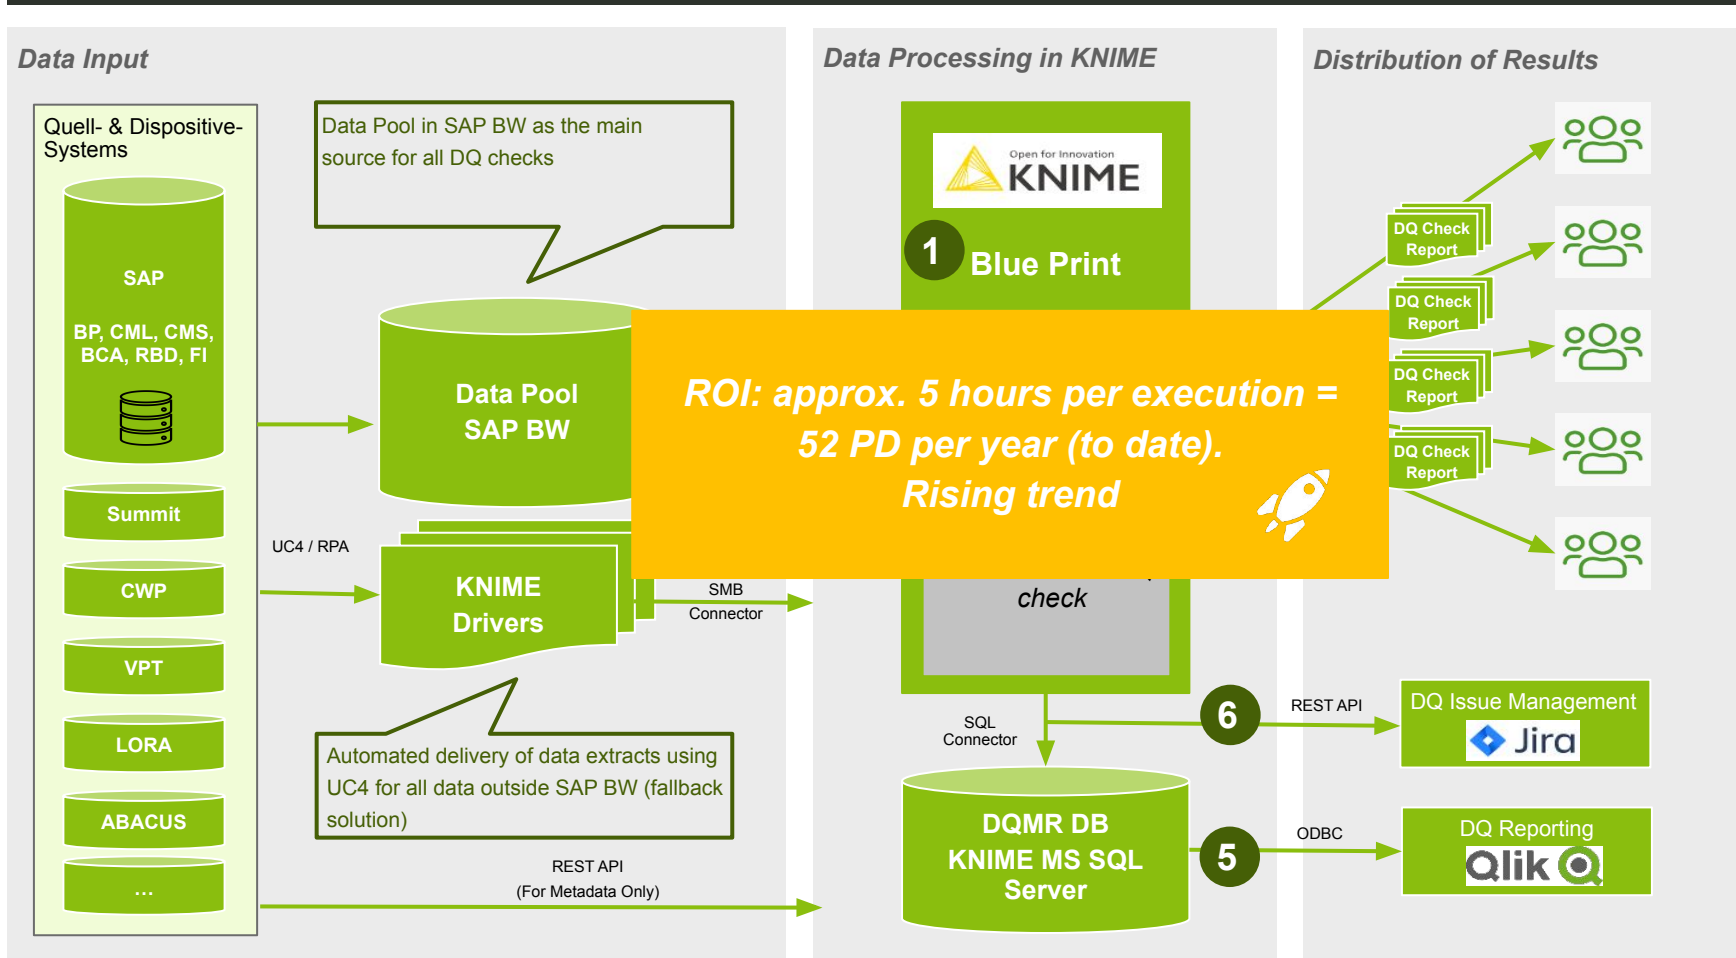 Data Input
Quell- & Dispositive-
Systems
SAP
BP, CML, CMS,
BCA, RBD, FI
Summit
CWP
VPT
LORA
ABACUS
…
Data Pool in SAP BW as the main
source for all DQ checks
Data Pool
SAP BW
UC4 / RPA
KNIME
Drivers
SMB
Connector
Automated delivery of data extracts using
UC4 for all data outside SAP BW (fallback
solution)
REST API
(For Metadata Only)
Data Processing in KNIME
Open for Innovation
KNIME
1
Blue Print
ROI: approx. 5 hours per execution =
52 PD per year (to date).
Rising trend
check
SQL
Connector
DQMR DB
KNIME MS SQL
Server
6
REST API
5
ODBC
Distribution of Results
DQ Check
Report
DQ Check
Report
DQ Check
Report
DQ Check
Report
DQ Issue Management
Jira
DQ Reporting
Qlik